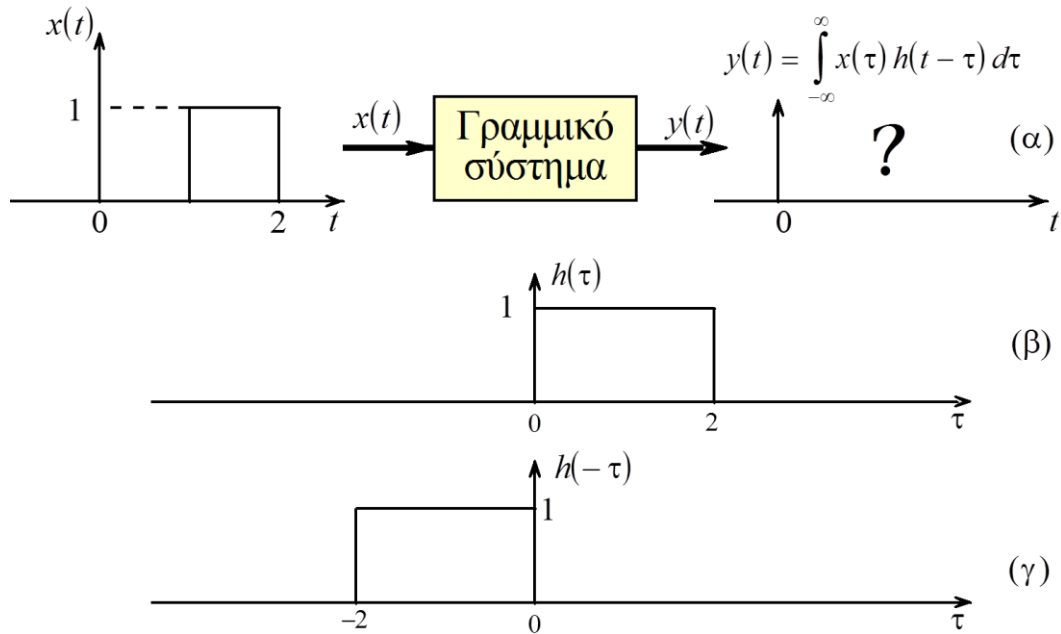 x(t)
1
0
2
t
x(t)
Γραμμικό
σύστημα
y(t)
y(t) = ∫_{-∞}^{∞} x(τ) h(t − τ) dτ
?
0
t
(α)
h(τ)
1
0
2
τ
(β)
h(− τ)
1
−2
0
τ
(γ)